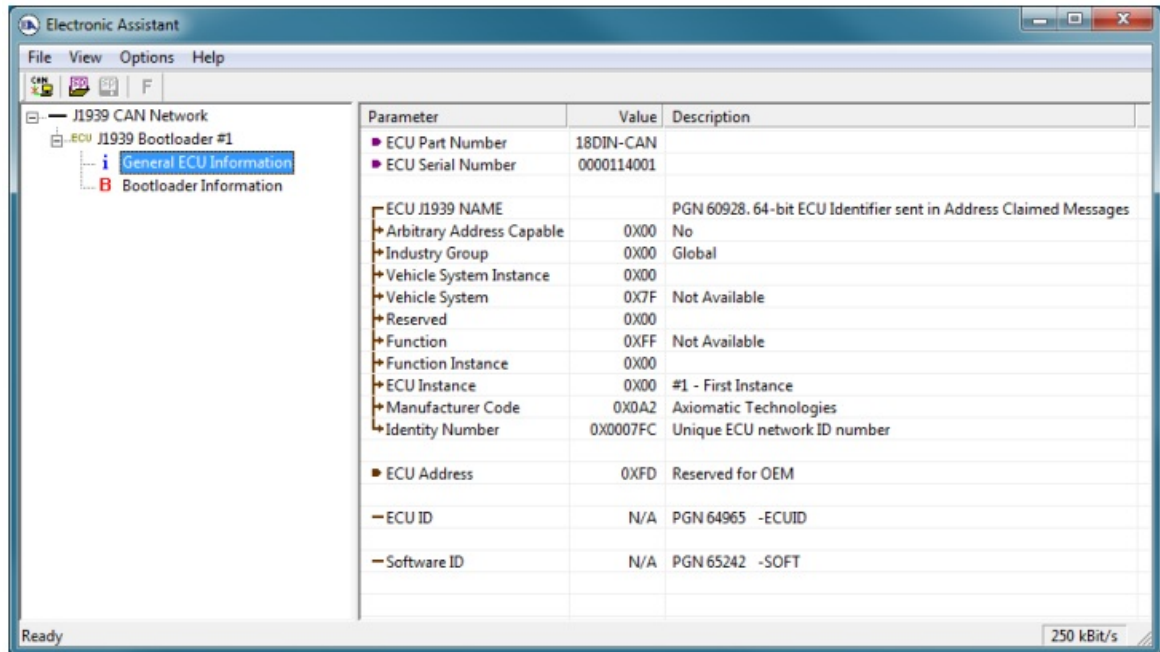 Electronic Assistant
File View Options Help
CAN
F
J1939 CAN Network
ECU J1939 Bootloader #1
i General ECU Information
B Bootloader Information
Parameter Value Description
ECU Part Number 18DIN-CAN
ECU Serial Number 0000114001
ECU J1939 NAME PGN 60928. 64-bit ECU Identifier sent in Address Claimed Messages
Arbitrary Address Capable 0X00 No
Industry Group 0X00 Global
Vehicle System Instance 0X00
Vehicle System 0X7F Not Available
Reserved 0X00
Function 0XFF Not Available
Function Instance 0X00
ECU Instance 0X00 #1 - First Instance
Manufacturer Code 0X0A2 Axiomatic Technologies
Identity Number 0X0007FC Unique ECU network ID number
ECU Address 0XFD Reserved for OEM
ECU ID N/A PGN 64965 -ECUID
Software ID N/A PGN 65242 -SOFT
Ready 250 kBit/s